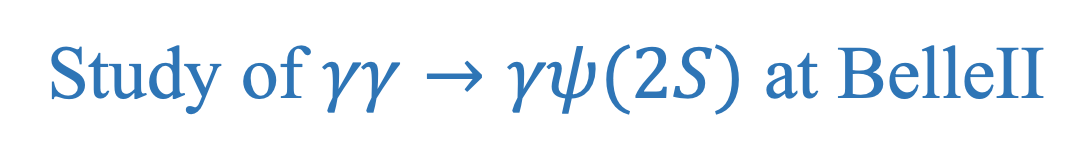 Study of γγ → γψ(2S) at BelleII